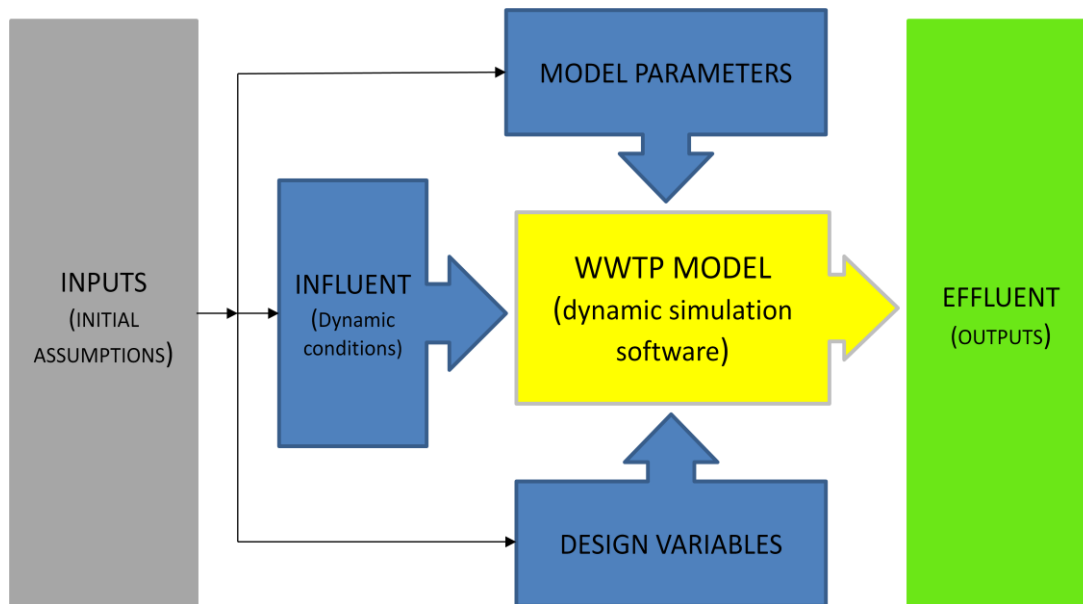 MODEL PARAMETERS
INPUTS
(INITIAL
ASSUMPTIONS)
INFLUENT
(Dynamic
conditions)
WWTP MODEL
(dynamic simulation
software)
EFFLUENT
(OUTPUTS)
DESIGN VARIABLES